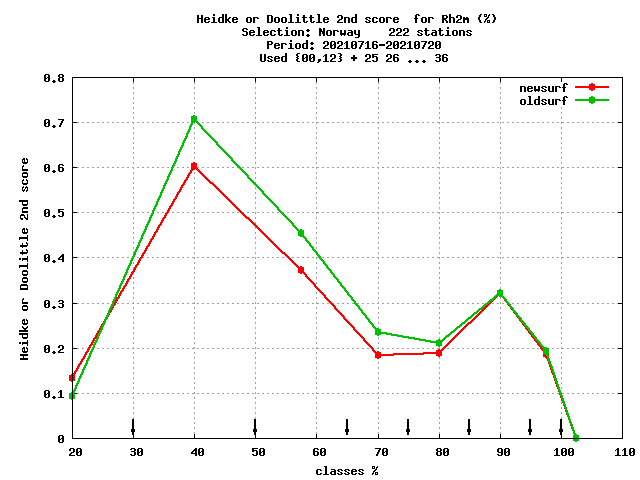 Heidke or Doolittle 2nd score  for Rh2m (%)
Selection: Norway    222 stations
Period: 20210716-20210720
Used {00,12} + 25 26 ... 36
newsurf
oldsurf
Heidke or Doolittle 2nd score
0.8
0.7
0.6
0.5
0.4
0.3
0.2
0.1
0
20 30 40 50 60 70 80 90 100 110
classes %